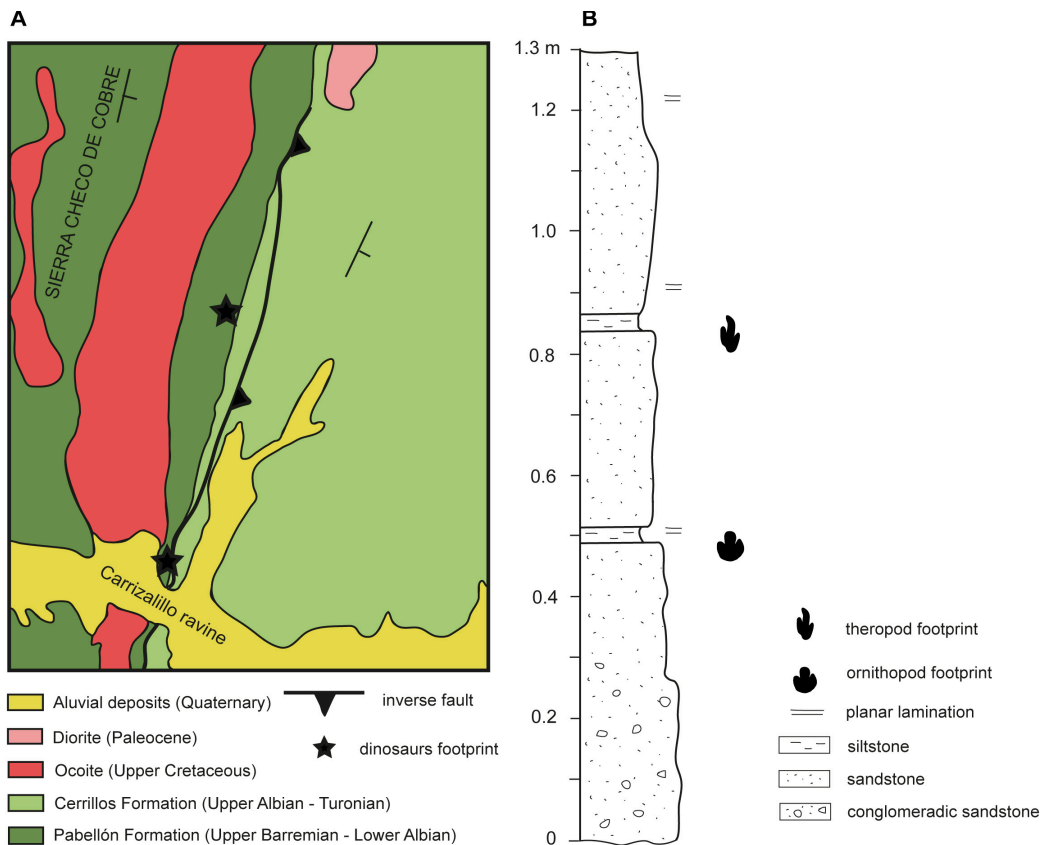 A
SIERRA CHECO DE COBRE
Carrizalillo ravine
Aluvial deposits (Quaternary)
Diorite (Paleocene)
Ocoite (Upper Cretaceous)
Cerrillos Formation (Upper Albian - Turonian)
Pabellón Formation (Upper Barremian - Lower Albian)
inverse fault
dinosaurs footprint
B
1.3 m
1.2
1.0
0.8
0.6
0.4
0.2
0
theropod footprint
ornithopod footprint
planar lamination
siltstone
sandstone
conglomeradic sandstone